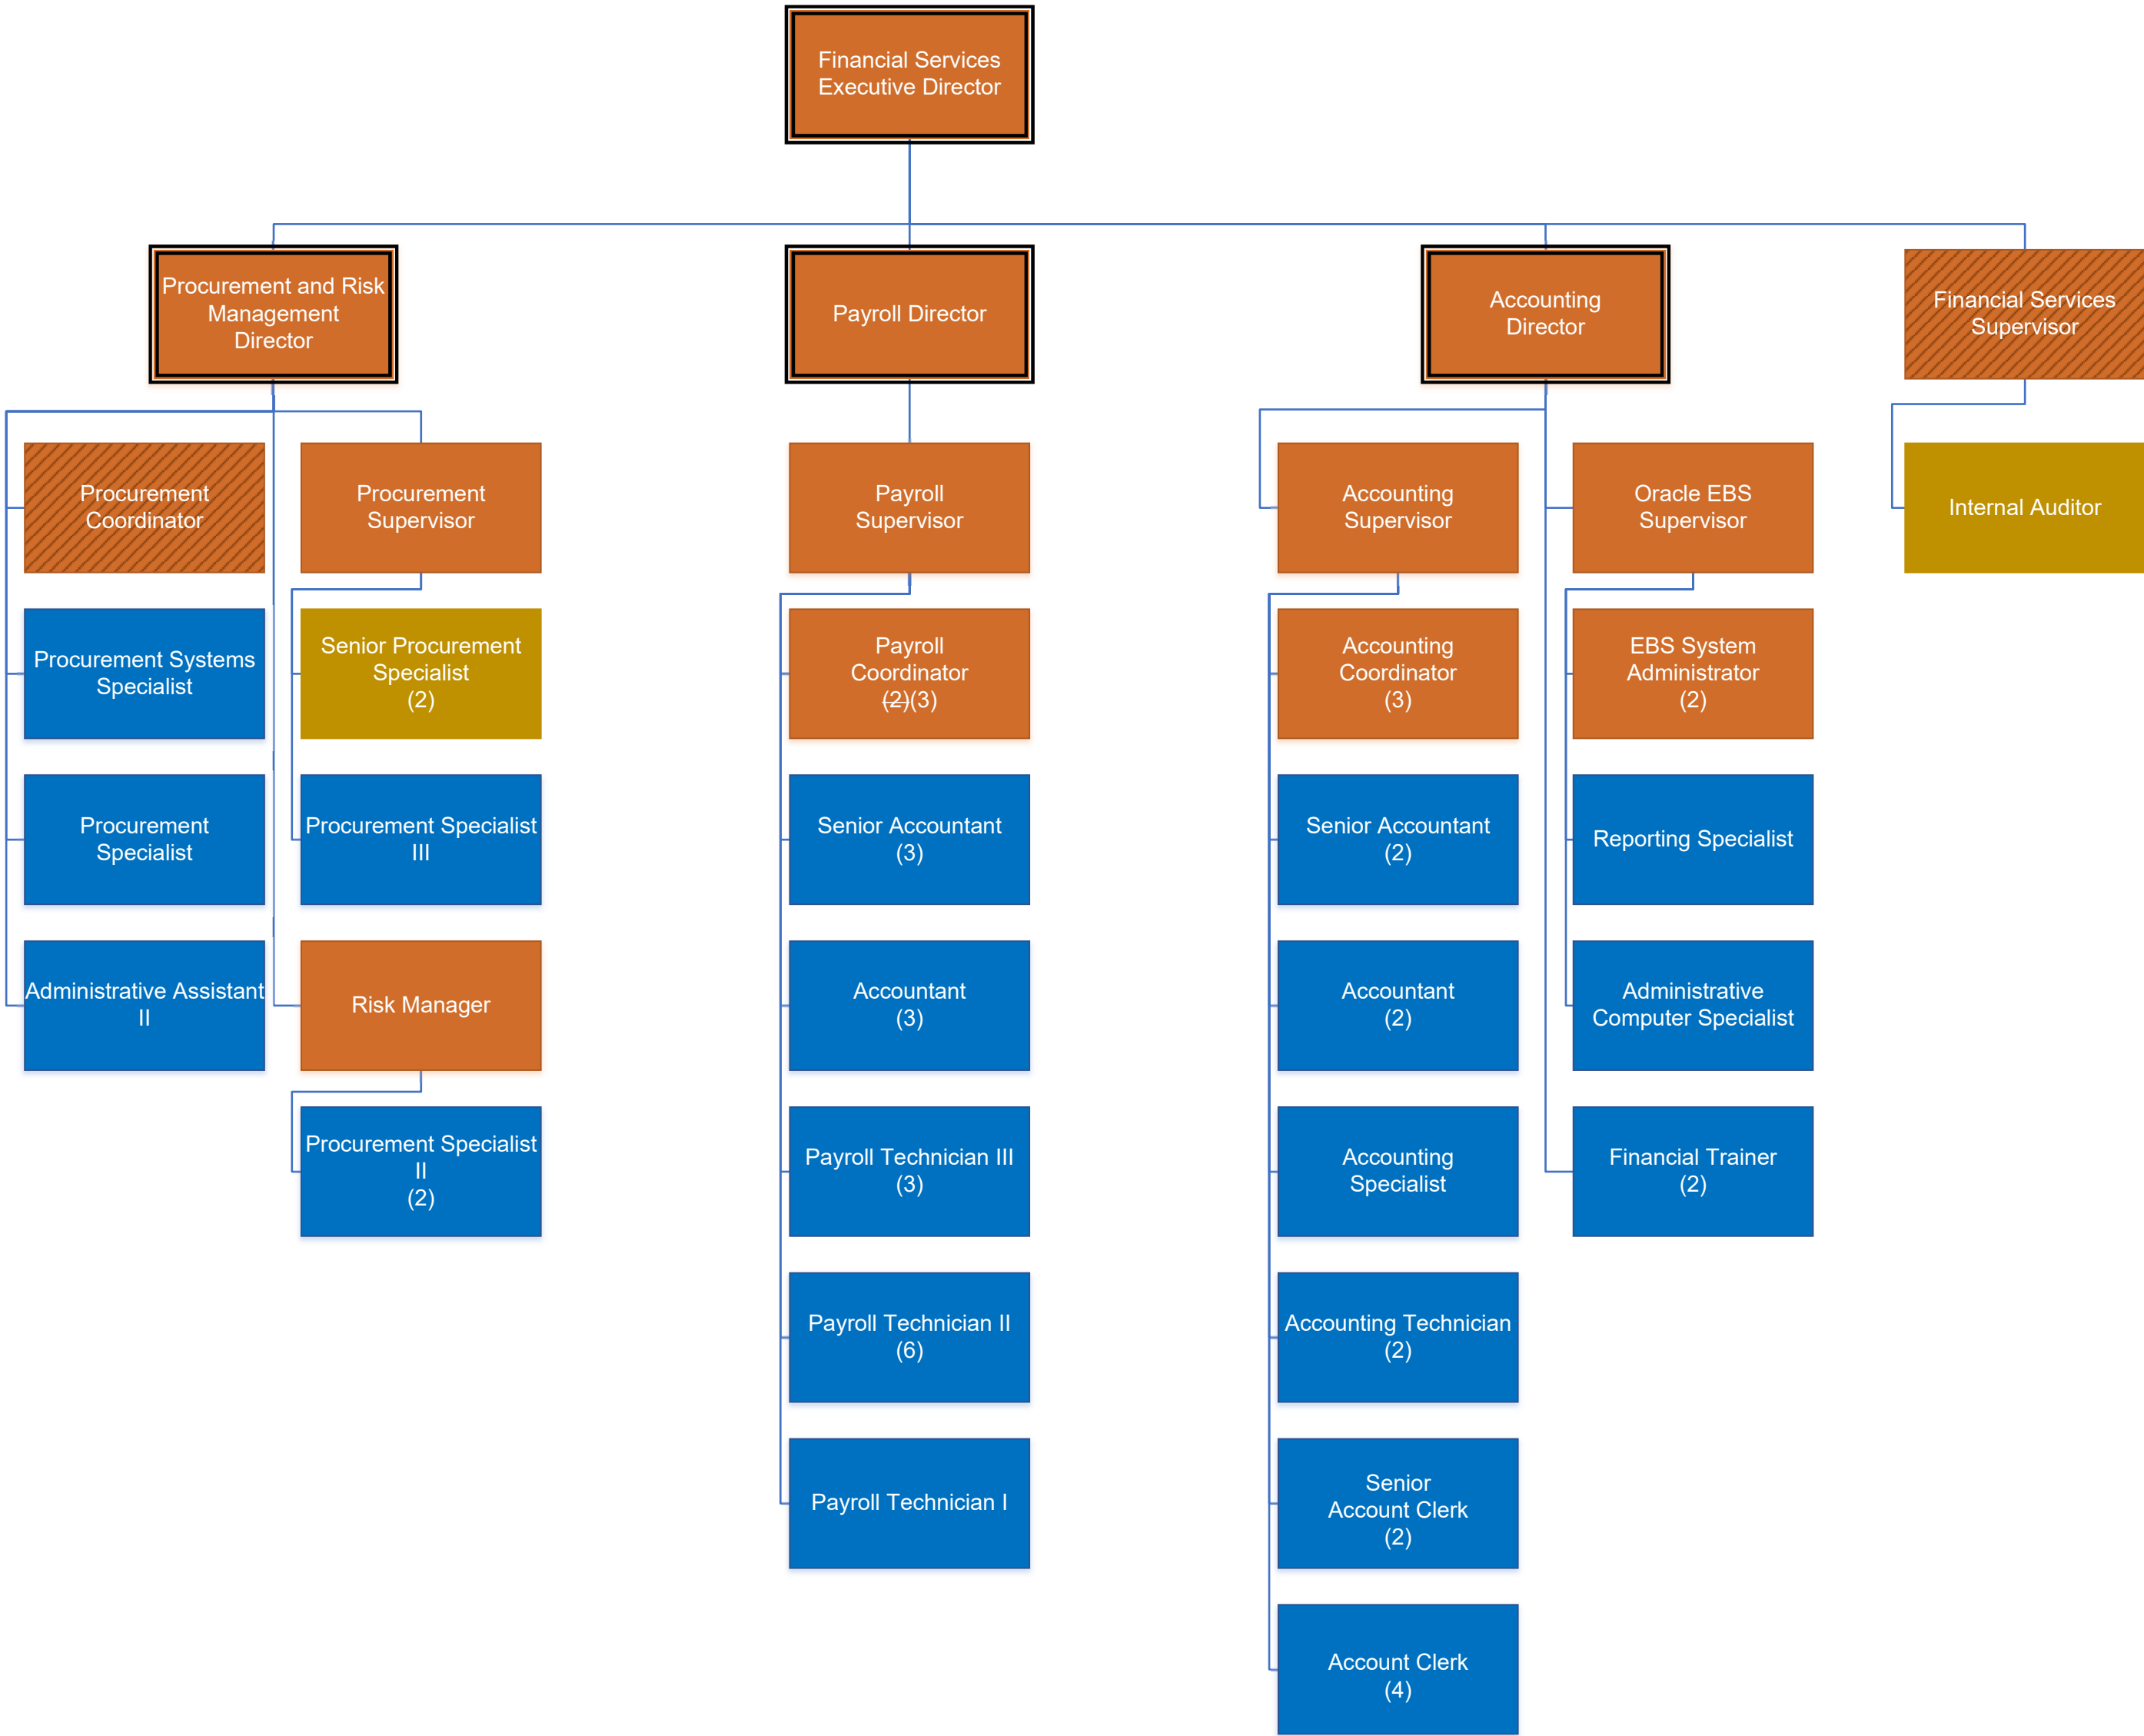 Financial Services
Executive Director
Procurement and Risk
Management
Director
Payroll Director
Accounting
Director
Financial Services
Supervisor
Procurement
Coordinator
Procurement
Supervisor
Payroll
Supervisor
Accounting
Supervisor
Oracle EBS
Supervisor
Internal Auditor
Procurement Systems
Specialist
Senior Procurement
Specialist
(2)
Payroll
Coordinator
(2)(3)
Accounting
Coordinator
(3)
EBS System
Administrator
(2)
Procurement
Specialist
Procurement Specialist
III
Senior Accountant
(3)
Senior Accountant
(2)
Reporting Specialist
Administrative Assistant
II
Risk Manager
Accountant
(3)
Accountant
(2)
Administrative
Computer Specialist
Procurement Specialist
II
(2)
Payroll Technician III
(3)
Accounting
Specialist
Financial Trainer
(2)
Payroll Technician II
(6)
Accounting Technician
(2)
Payroll Technician I
Senior
Account Clerk
(2)
Account Clerk
(4)